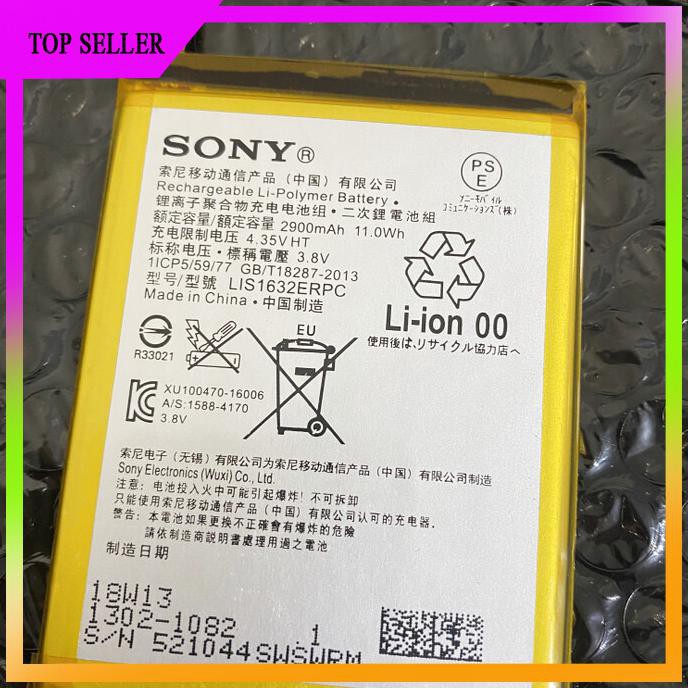 TOP SELLER
SONY®
索尼移动通信产品（中国）有限公司
Rechargeable Li-Polymer Battery •
锂离子聚合物充电电池组 • 二次鋰電池組
额定容量/額定容量 2900mAh 11.0Wh
充电限制电压 4.35V HT
标称电压 • 標稱電壓 3.8V
1ICP5/59/77 GB/T18287-2013
型号/型號 LIS1632ERPC
Made in China • 中国制造
PS
E
ソニーモバイル
コミュニケーションズ(株)
Li-ion 00
使用後は、リサイクル協力店へ
R33021
EU
XU100470-16006
A/S:1588-4170
3.8V
索尼电子（无锡）有限公司为索尼移动通信产品（中国）有限公司制造
Sony Electronics (Wuxi) Co., Ltd.
注意: 电池投入火中可能引起爆炸! 不可拆卸
只能使用索尼移动通信产品（中国）有限公司认可的充电器。
警告: 本電池如果更換不正確會有爆炸的危險
請依制造商説明書處理用過之電池
制造日期
18W13
1302-1082 .1
S/N 521044SWSWRM